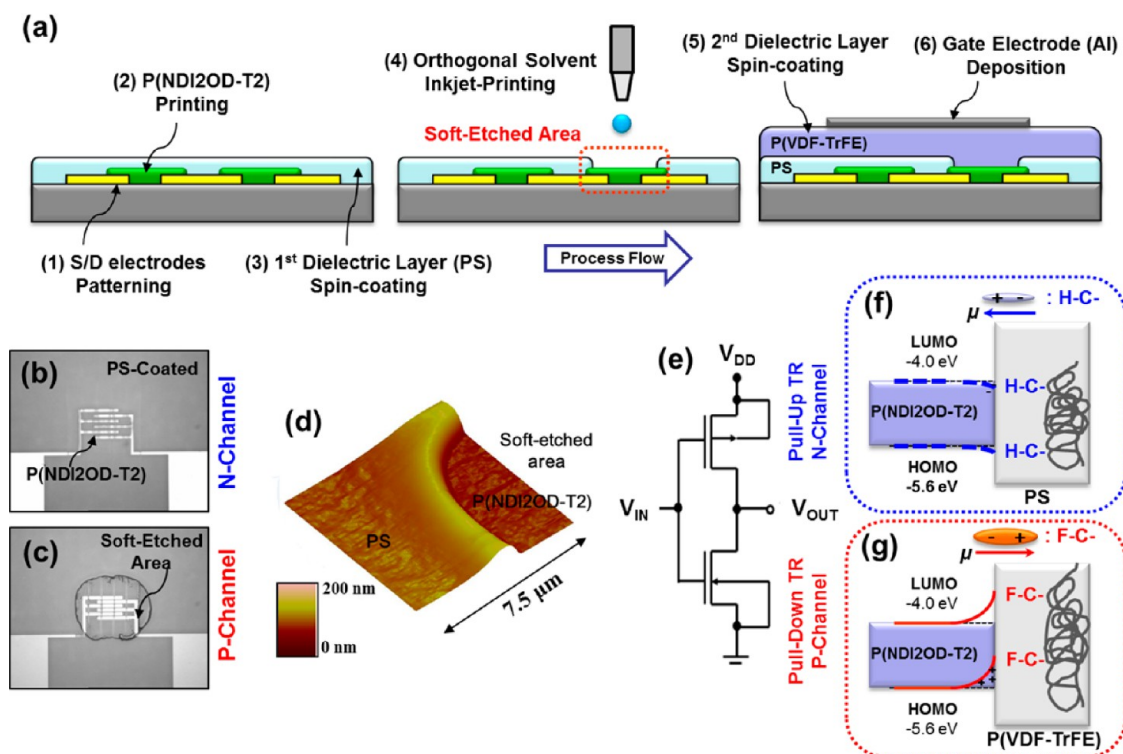 (a)
(2) P(NDI2OD-T2)
Printing
(1) S/D electrodes
Patterning
(3) 1st Dielectric Layer (PS)
Spin-coating
(4) Orthogonal Solvent
Inkjet-Printing
Soft-Etched Area
Process Flow
(5) 2nd Dielectric Layer
Spin-coating
(6) Gate Electrode (Al)
Deposition
P(VDF-TrFE)
PS
(b)
PS-Coated
P(NDI2OD-T2)
N-Channel
(c)
Soft-Etched
Area
P-Channel
(d)
Soft-etched
area
P(NDI2OD-T2)
PS
200 nm
0 nm
7.5 μm
(e)
VDD
VIN
VOUT
Pull-Up TR
N-Channel
Pull-Down TR
P-Channel
(f)
+ -
: H-C-
μ
LUMO
-4.0 eV
P(NDI2OD-T2)
H-C-
H-C-
HOMO
-5.6 eV
PS
(g)
- +
: F-C-
μ
LUMO
-4.0 eV
F-C-
P(NDI2OD-T2)
F-C-
+
+ +
HOMO
-5.6 eV
P(VDF-TrFE)